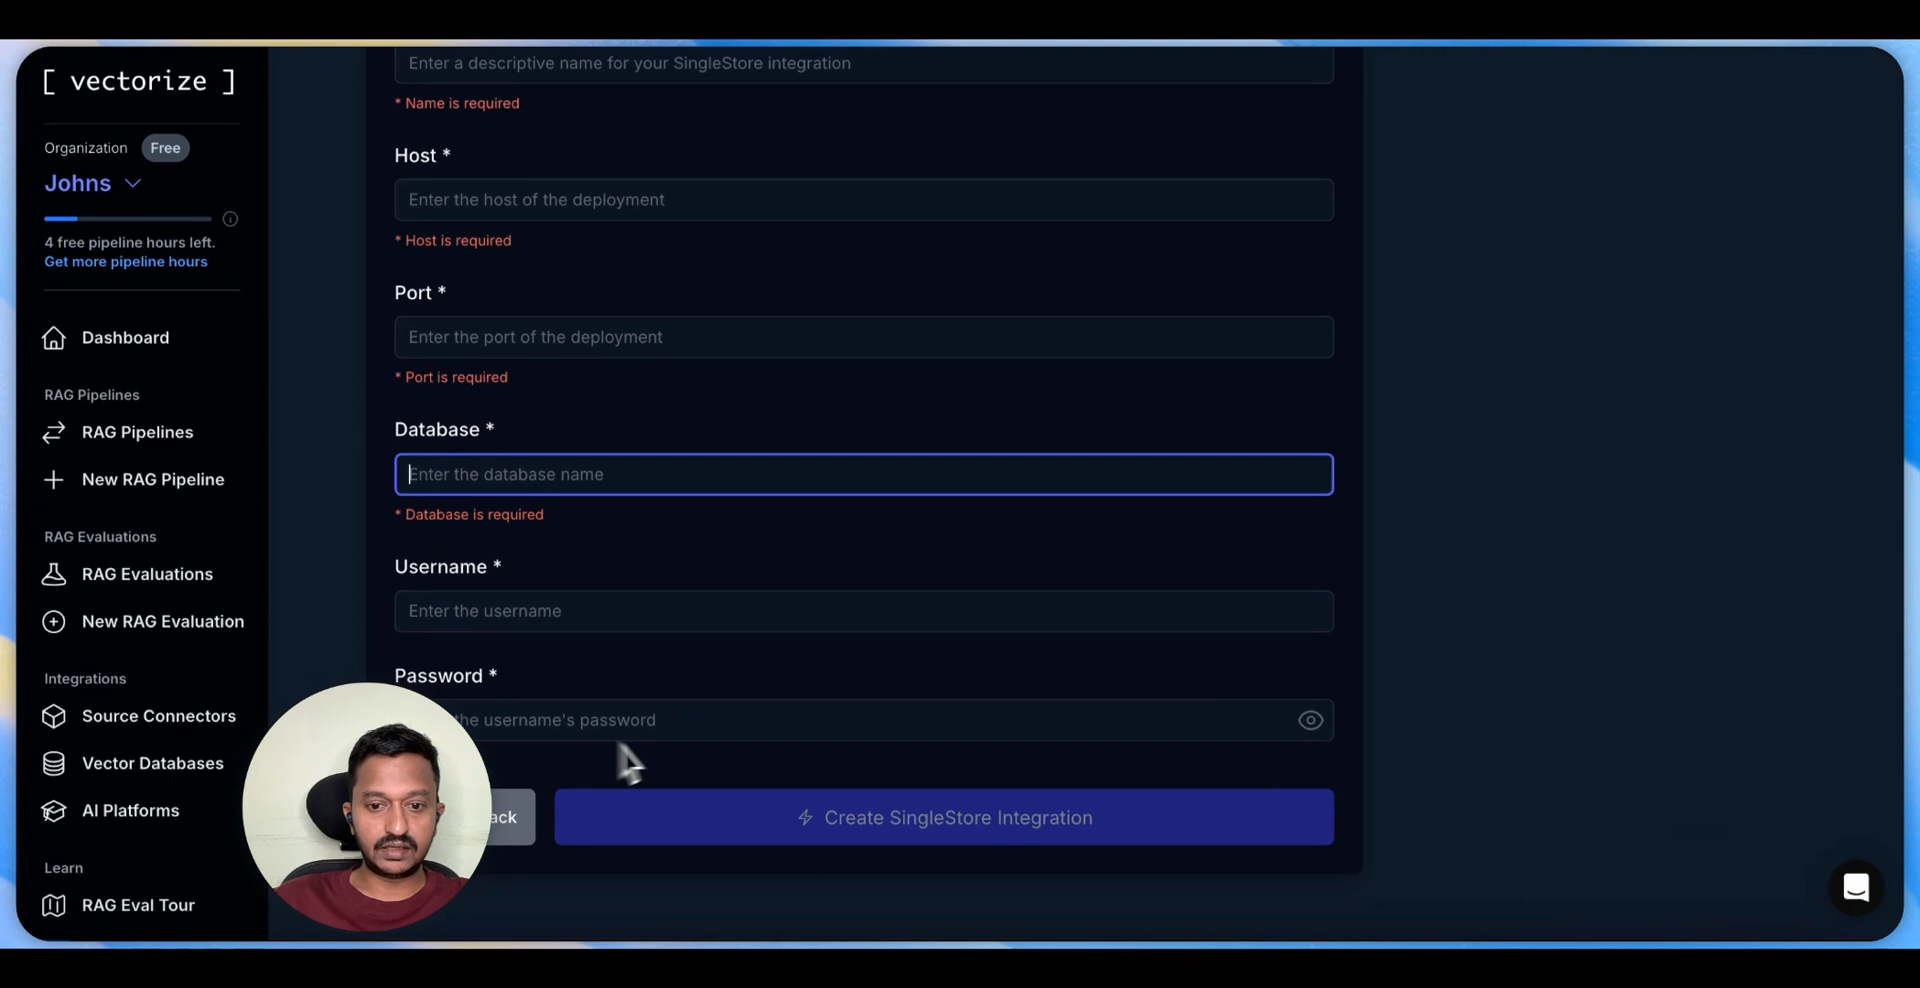 [ vectorize ]
Organization Free
Johns
4 free pipeline hours left.
Get more pipeline hours
Dashboard
RAG Pipelines
RAG Pipelines
New RAG Pipeline
RAG Evaluations
RAG Evaluations
New RAG Evaluation
Integrations
Source Connectors
Vector Databases
AI Platforms
Learn
RAG Eval Tour
Enter a descriptive name for your SingleStore integration
* Name is required
Host *
Enter the host of the deployment
* Host is required
Port *
Enter the port of the deployment
* Port is required
Database *
Enter the database name
* Database is required
Username *
Enter the username
Password *
the username's password
ack
Create SingleStore Integration